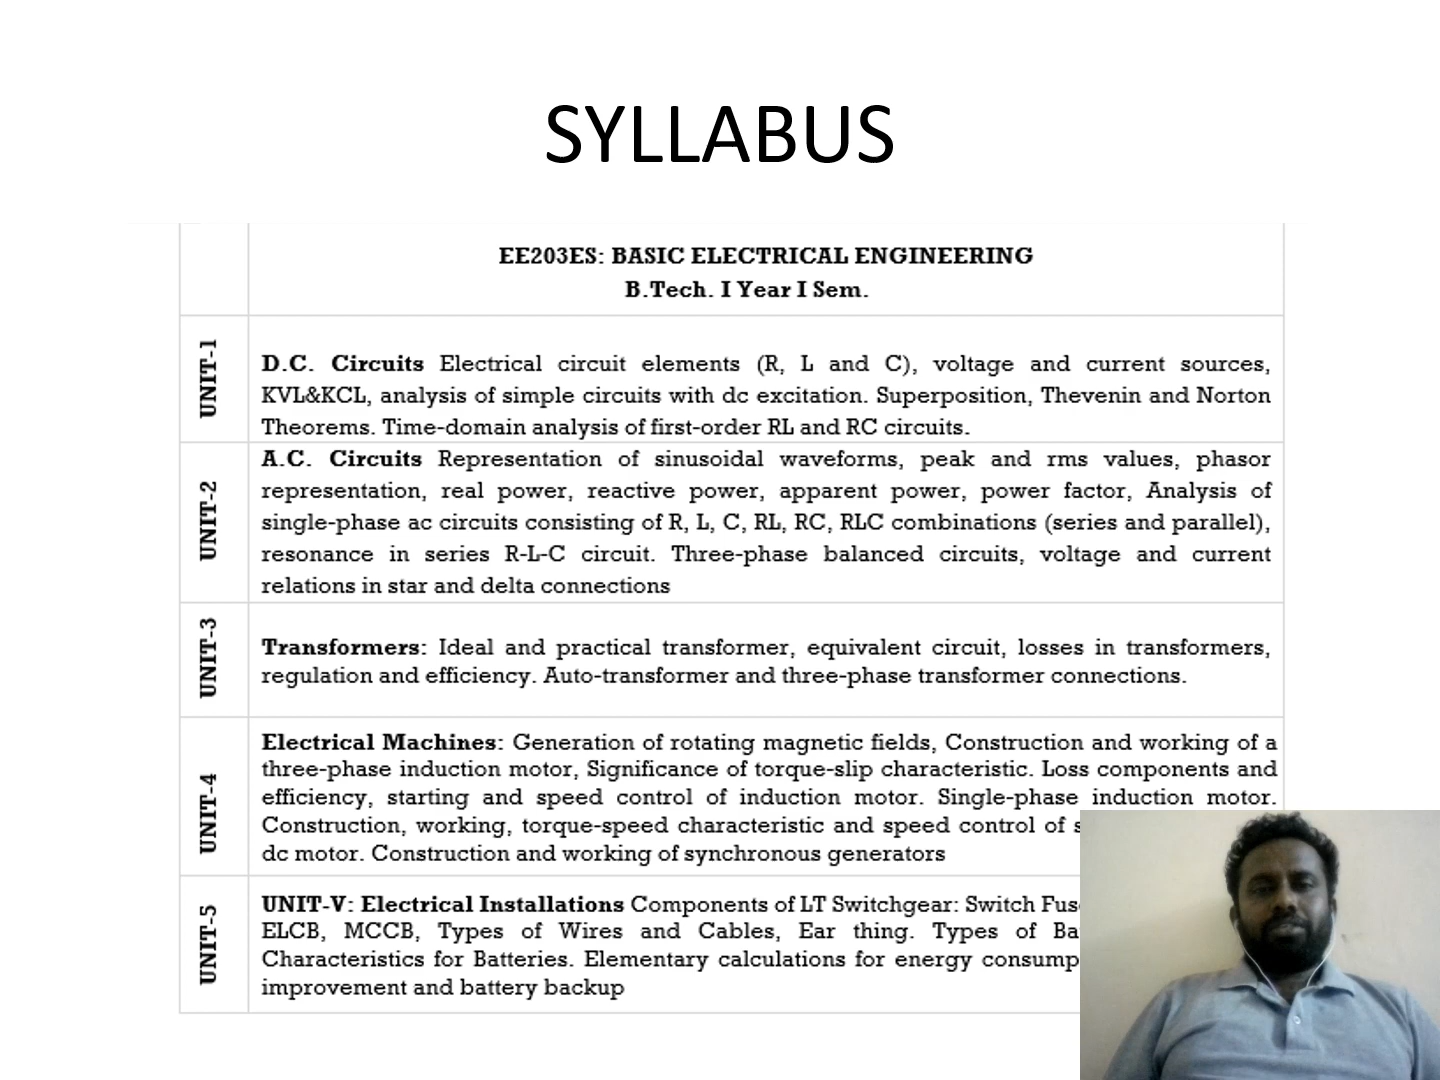 SYLLABUS
EE203ES: BASIC ELECTRICAL ENGINEERING
B.Tech. I Year I Sem.
UNIT-1
D.C. Circuits Electrical circuit elements (R, L and C), voltage and current sources,
KVL&KCL, analysis of simple circuits with dc excitation. Superposition, Thevenin and Norton
Theorems. Time-domain analysis of first-order RL and RC circuits.
UNIT-2
A.C. Circuits Representation of sinusoidal waveforms, peak and rms values, phasor
representation, real power, reactive power, apparent power, power factor, Analysis of
single-phase ac circuits consisting of R, L, C, RL, RC, RLC combinations (series and parallel),
resonance in series R-L-C circuit. Three-phase balanced circuits, voltage and current
relations in star and delta connections
UNIT-3
Transformers: Ideal and practical transformer, equivalent circuit, losses in transformers,
regulation and efficiency. Auto-transformer and three-phase transformer connections.
UNIT-4
Electrical Machines: Generation of rotating magnetic fields, Construction and working of a
three-phase induction motor, Significance of torque-slip characteristic. Loss components and
efficiency, starting and speed control of induction motor. Single-phase induction motor.
Construction, working, torque-speed characteristic and speed control of
dc motor. Construction and working of synchronous generators
UNIT-5
UNIT-V: Electrical Installations Components of LT Switchgear: Switch
ELCB, MCCB, Types of Wires and Cables, Ear thing. Types of
Characteristics for Batteries. Elementary calculations for energy
improvement and battery backup